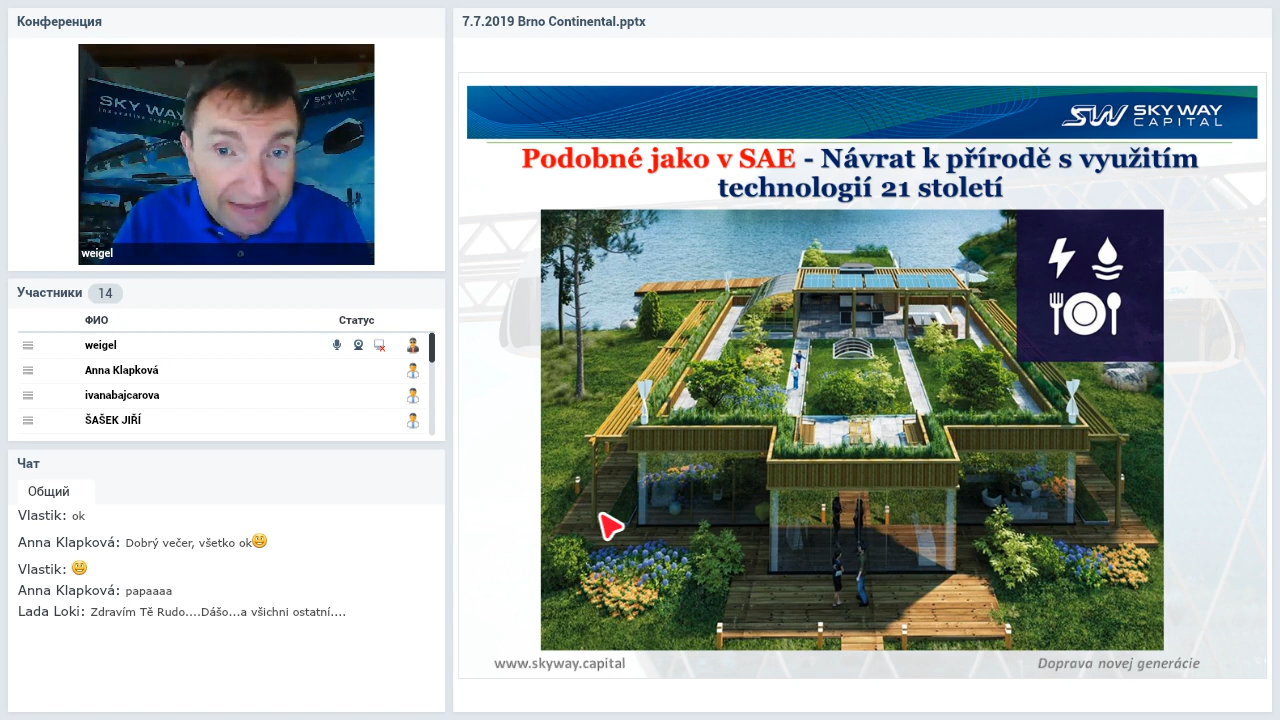 Конференция
SKY WAY
CAPITAL
weigel
Участники 14
ФИО Статус
weigel
Anna Klapková
ivanabajcarova
ŠAŠEK JIŘÍ
Чат
Общий
Vlastik: ok
Anna Klapková: Dobrý večer, všetko ok
Vlastik:
Anna Klapková: papaaaa
Lada Loki: Zdravím Tě Rudo....Dášo...a všichni ostatní....
7.7.2019 Brno Continental.pptx
SW SKY WAY
CAPITAL
Podobné jako v SAE - Návrat k přírodě s využitím
technologií 21 století
www.skyway.capital
Doprava novej generácie